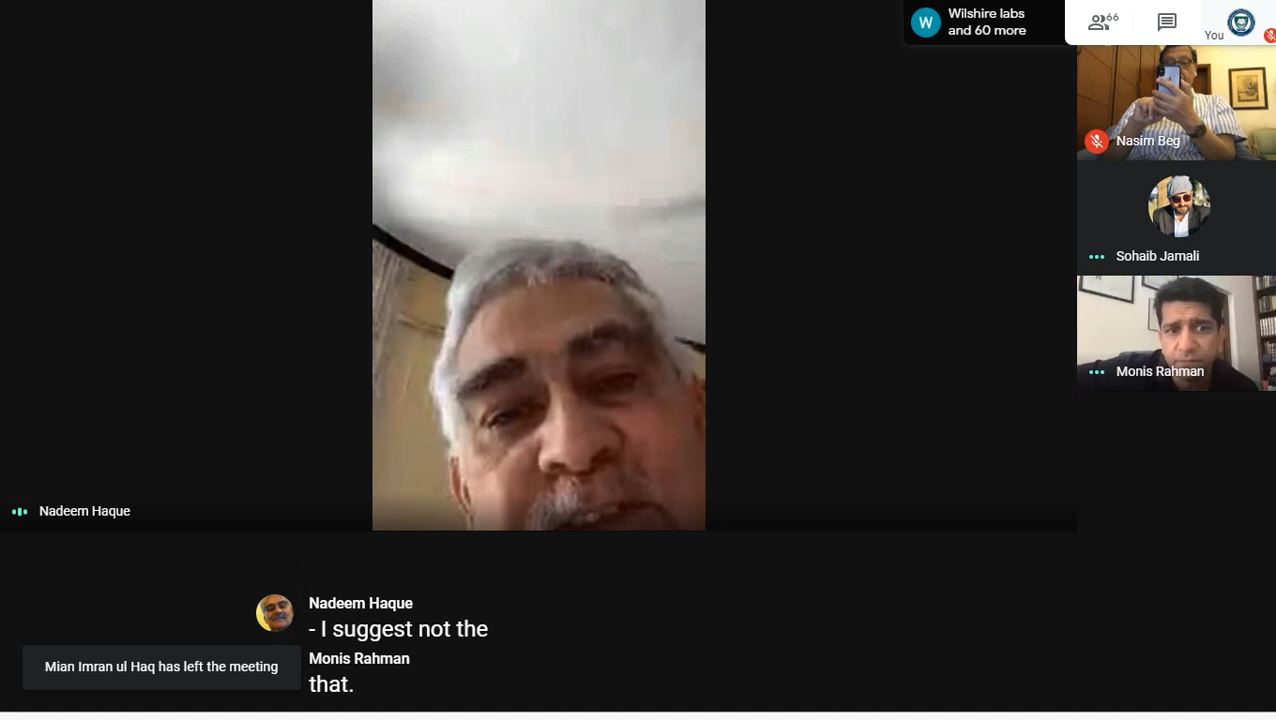 W
Wilshire labs
and 60 more
66
You
Nasim Beg
Sohaib Jamali
Monis Rahman
Nadeem Haque
Nadeem Haque
- I suggest not the
Mian Imran ul Haq has left the meeting
Monis Rahman
that.